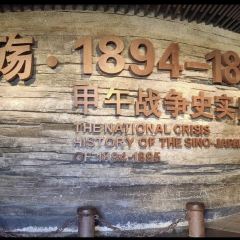 殇·1894-18
甲午战争史实
THE NATIONAL CRISIS
HISTORY OF THE SINO-JAPA
OF 1894-1895